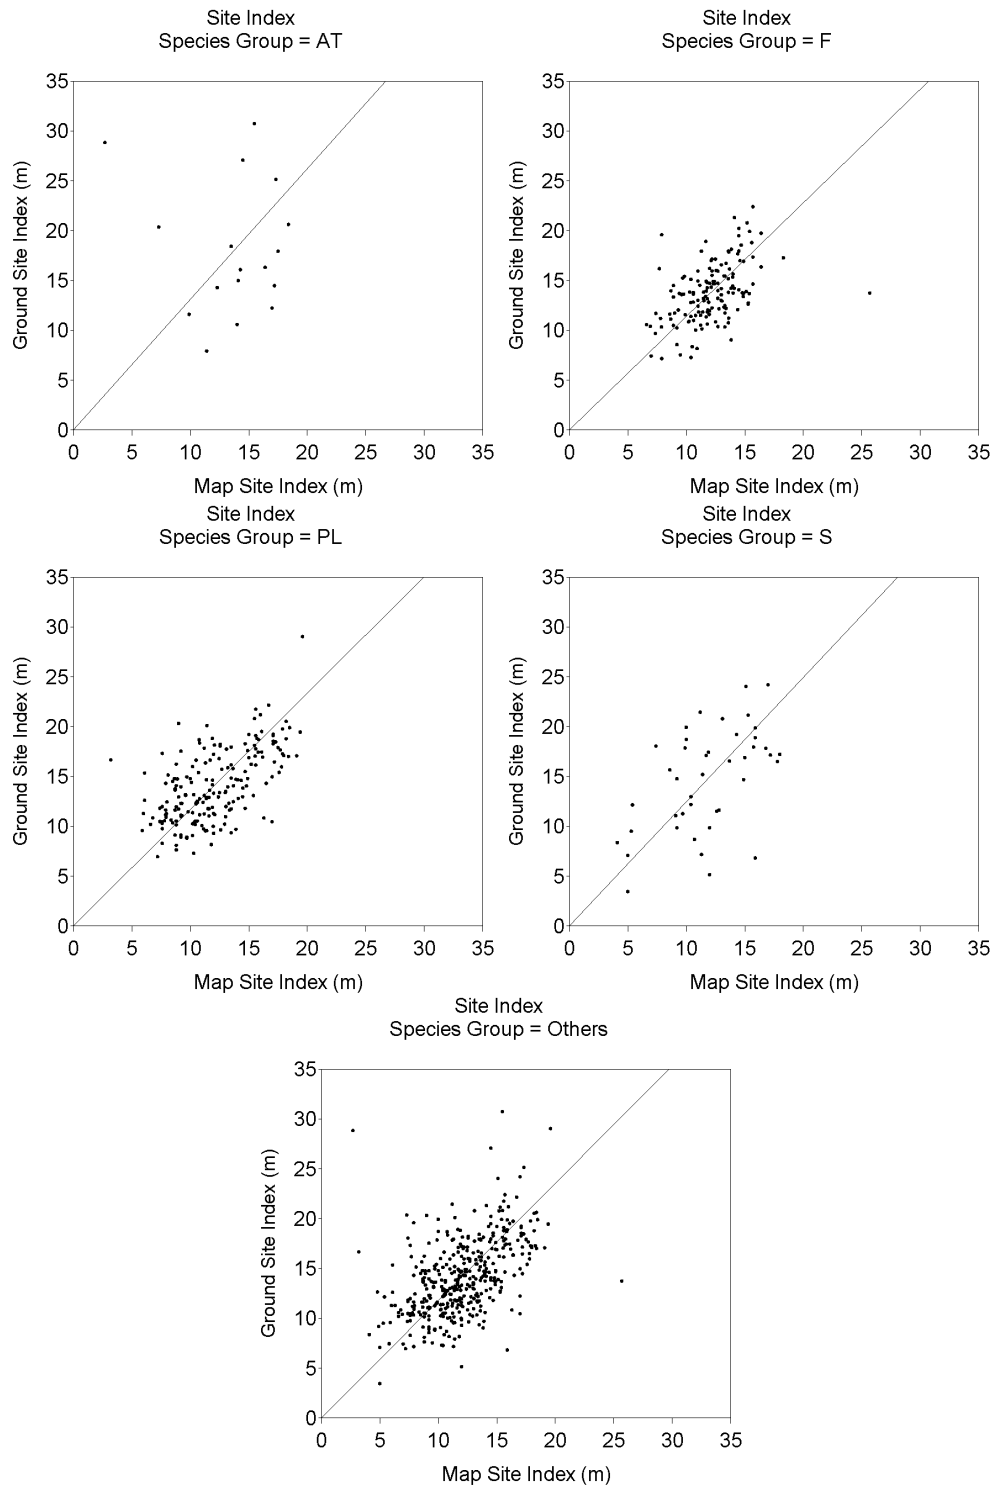 Site Index
Species Group = AT
35
30
25
20
15
10
5
0
Ground Site Index (m)
0 5 10 15 20 25 30 35
Map Site Index (m)
Site Index
Species Group = F
35
30
25
20
15
10
5
0
Ground Site Index (m)
0 5 10 15 20 25 30 35
Map Site Index (m)
Site Index
Species Group = PL
35
30
25
20
15
10
5
0
Ground Site Index (m)
0 5 10 15 20 25 30 35
Map Site Index (m)
Site Index
Species Group = S
35
30
25
20
15
10
5
0
Ground Site Index (m)
0 5 10 15 20 25 30 35
Map Site Index (m)
Site Index
Species Group = Others
35
30
25
20
15
10
5
0
Ground Site Index (m)
0 5 10 15 20 25 30 35
Map Site Index (m)